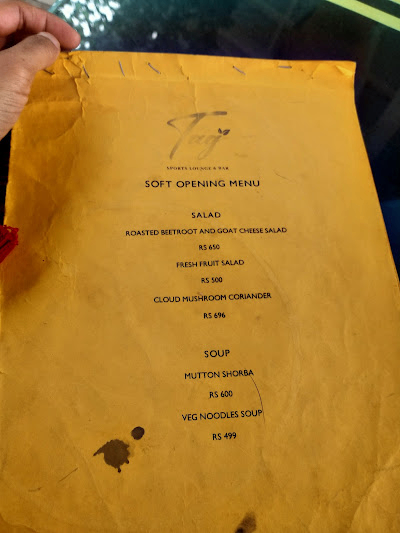 Tag
SPORTS LOUNGE & BAR
SOFT OPENING MENU
SALAD
ROASTED BEETROOT AND GOAT CHEESE SALAD
RS 650
FRESH FRUIT SALAD
RS 500
CLOUD MUSHROOM CORIANDER
RS 696
SOUP
MUTTON SHORBA
RS 600
VEG NOODLES SOUP
RS 499